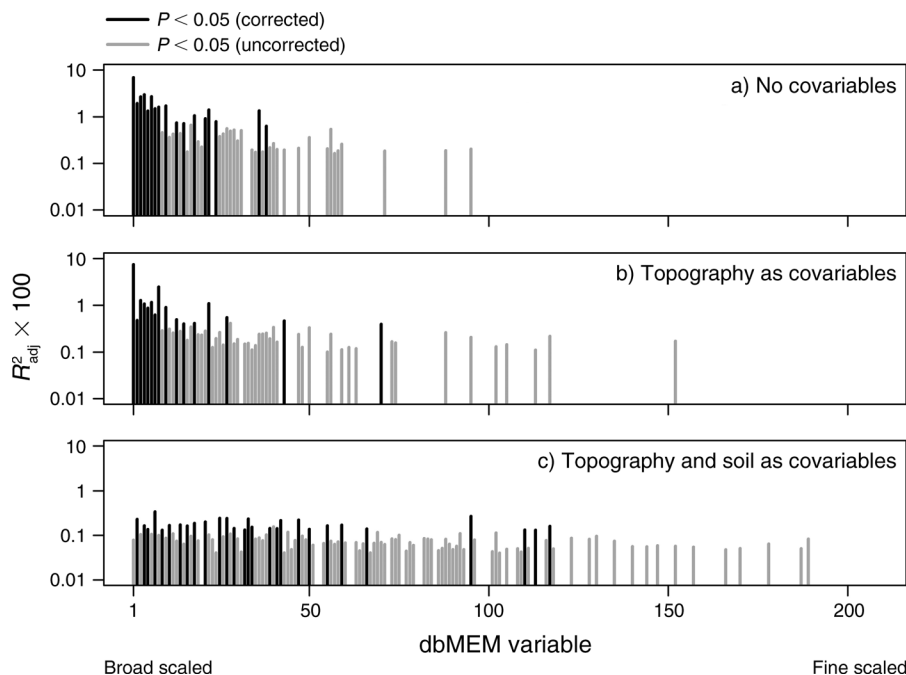 P < 0.05 (corrected)
P < 0.05 (uncorrected)
10
1
0.1
0.01
a) No covariables
10
1
0.1
0.01
b) Topography as covariables
R²adj × 100
10
1
0.1
0.01
c) Topography and soil as covariables
1 50 100 150 200
dbMEM variable
Broad scaled Fine scaled